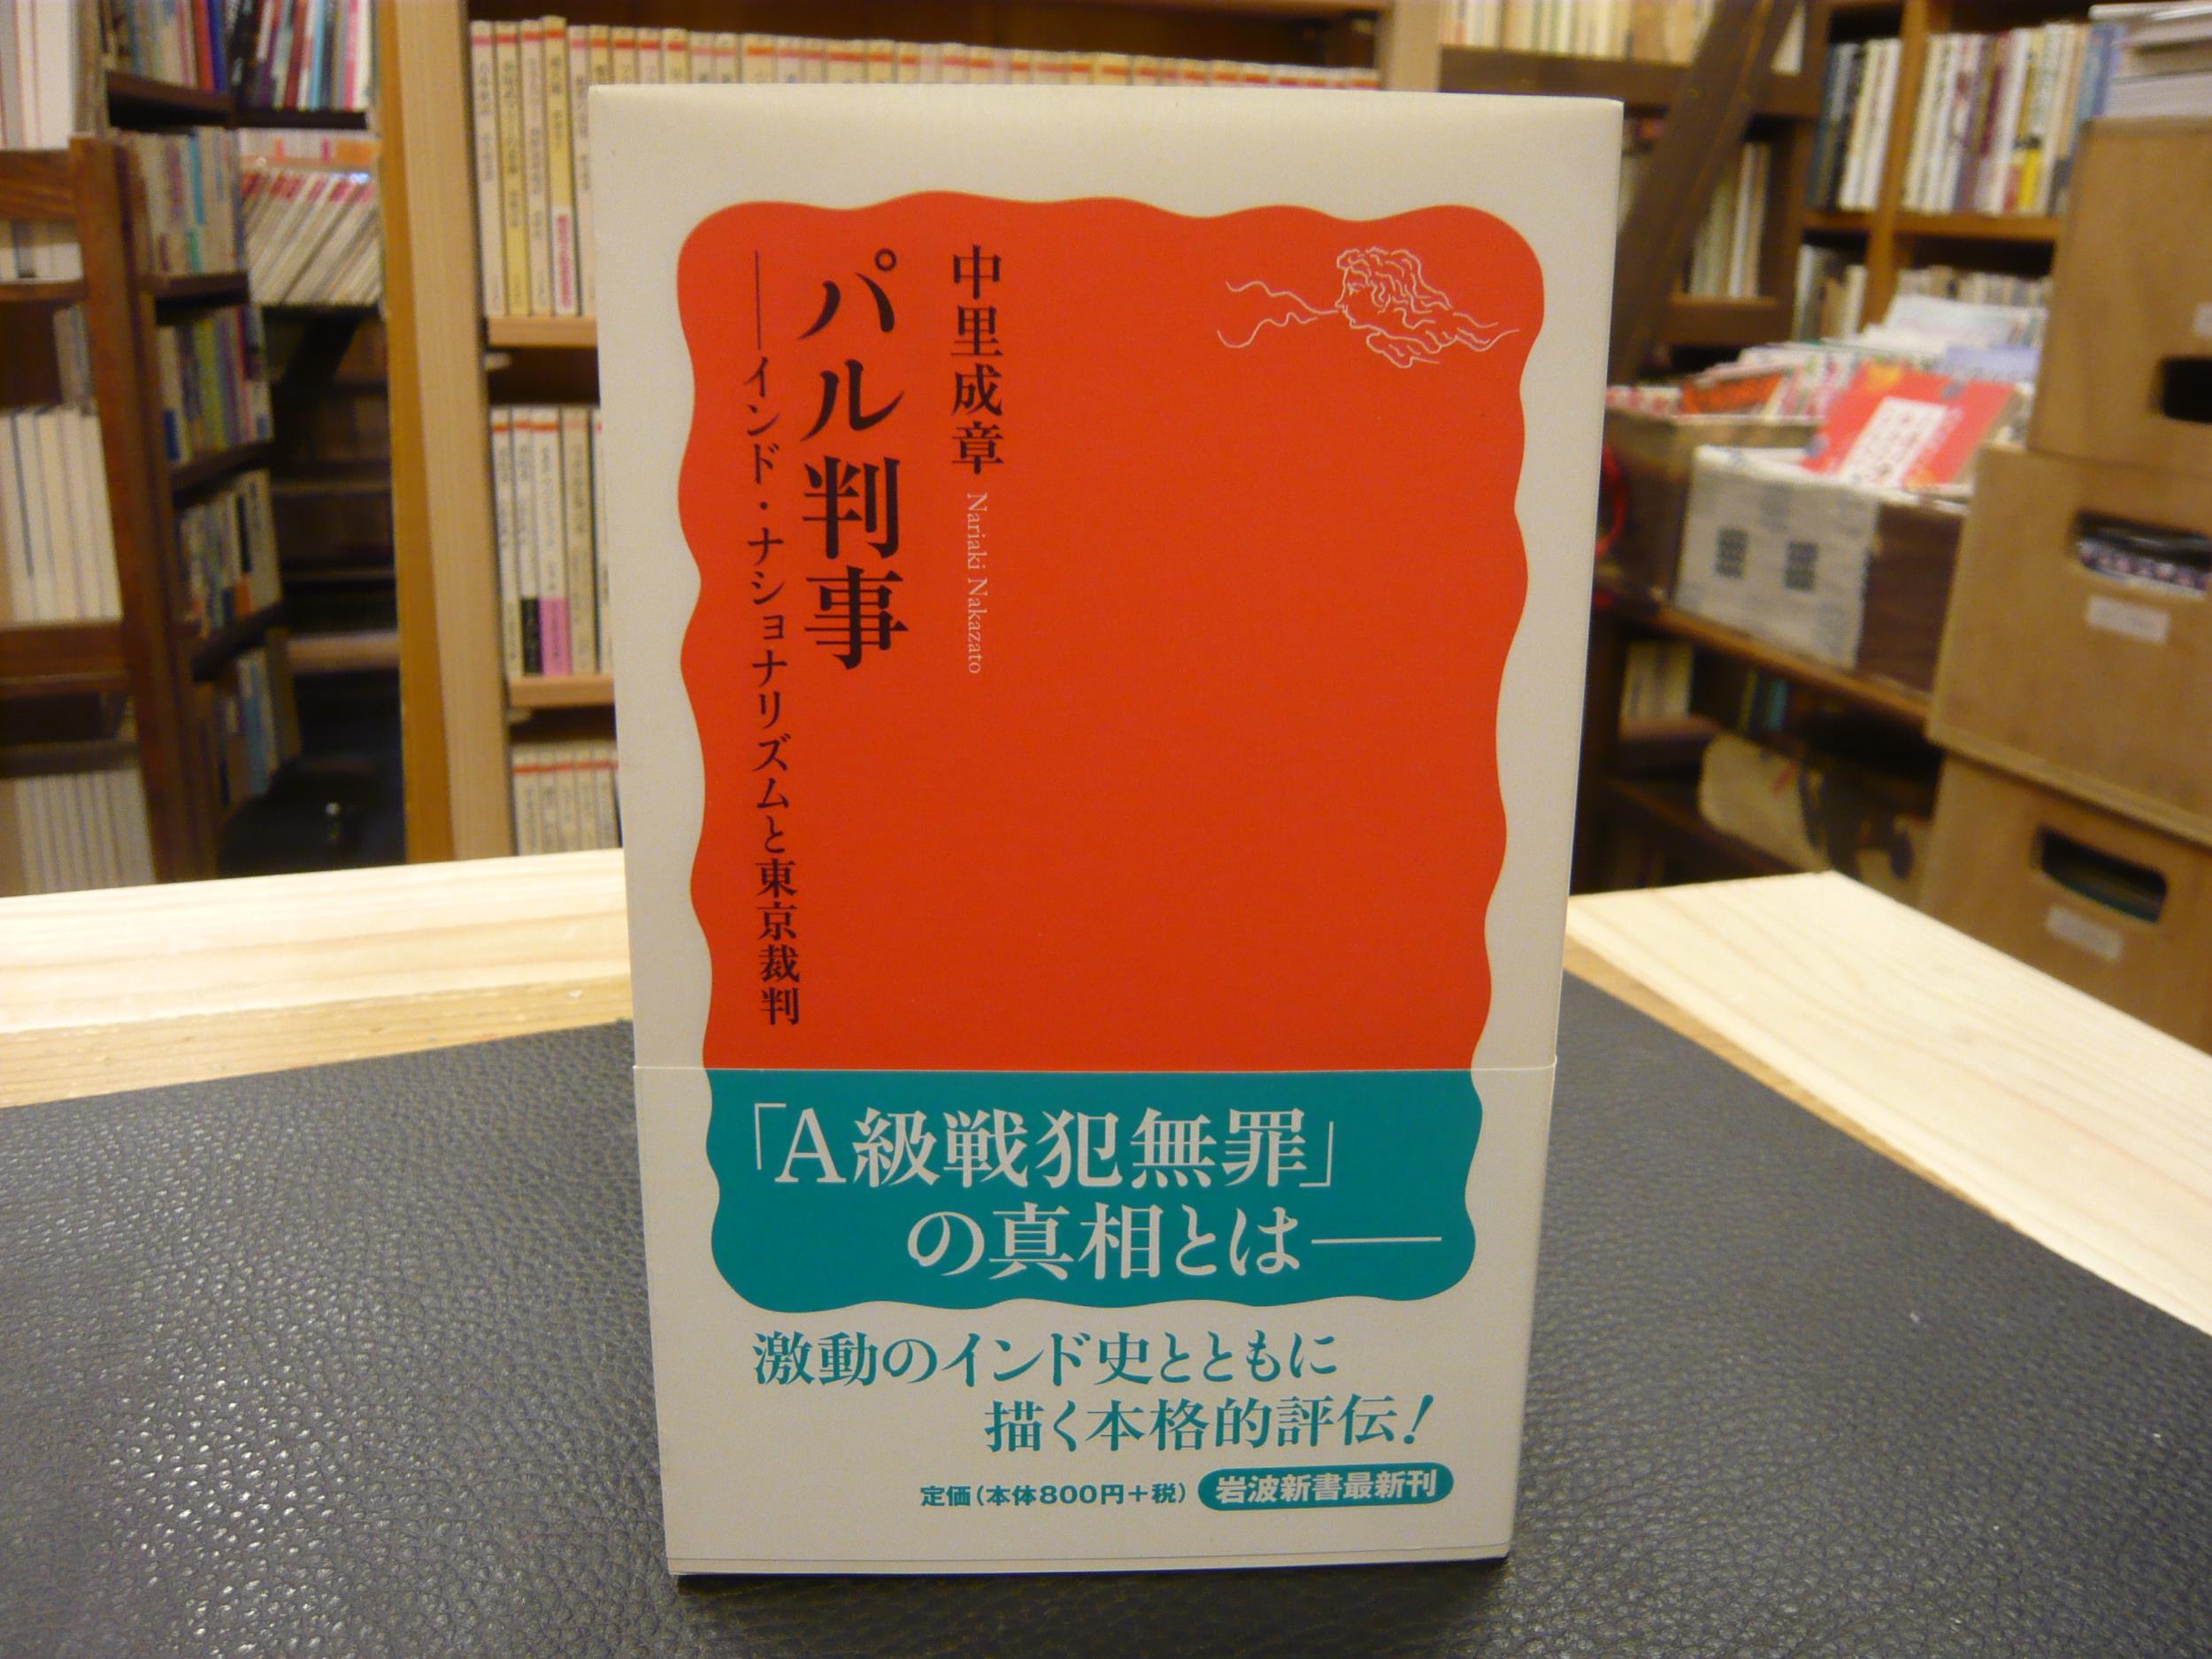 中里成章 Nariaki Nakazato
パル判事
――インド・ナショナリズムと東京裁判
「A級戦犯無罪」
の真相とは――
激動のインド史とともに
描く本格的評伝!
定価(本体800円+税) 岩波新書最新刊